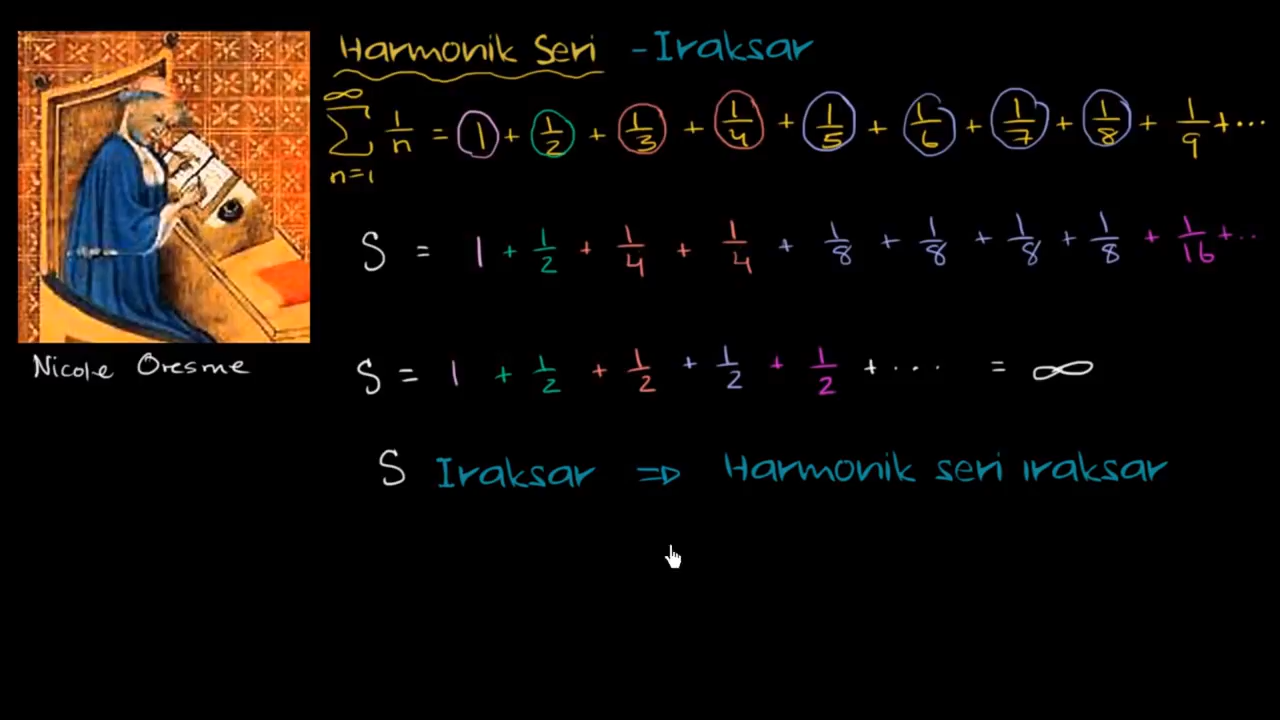 Harmonik Seri - Iraksar
∞
∑ 1/n = 1 + 1/2 + 1/3 + 1/4 + 1/5 + 1/6 + 1/7 + 1/8 + 1/9 + ...
n=1
S = 1 + 1/2 + 1/4 + 1/4 + 1/8 + 1/8 + 1/8 + 1/8 + 1/16 + ...
Nicole Oresme
S = 1 + 1/2 + 1/2 + 1/2 + 1/2 + .... = ∞
S Iraksar ⇒ Harmonik seri ıraksar